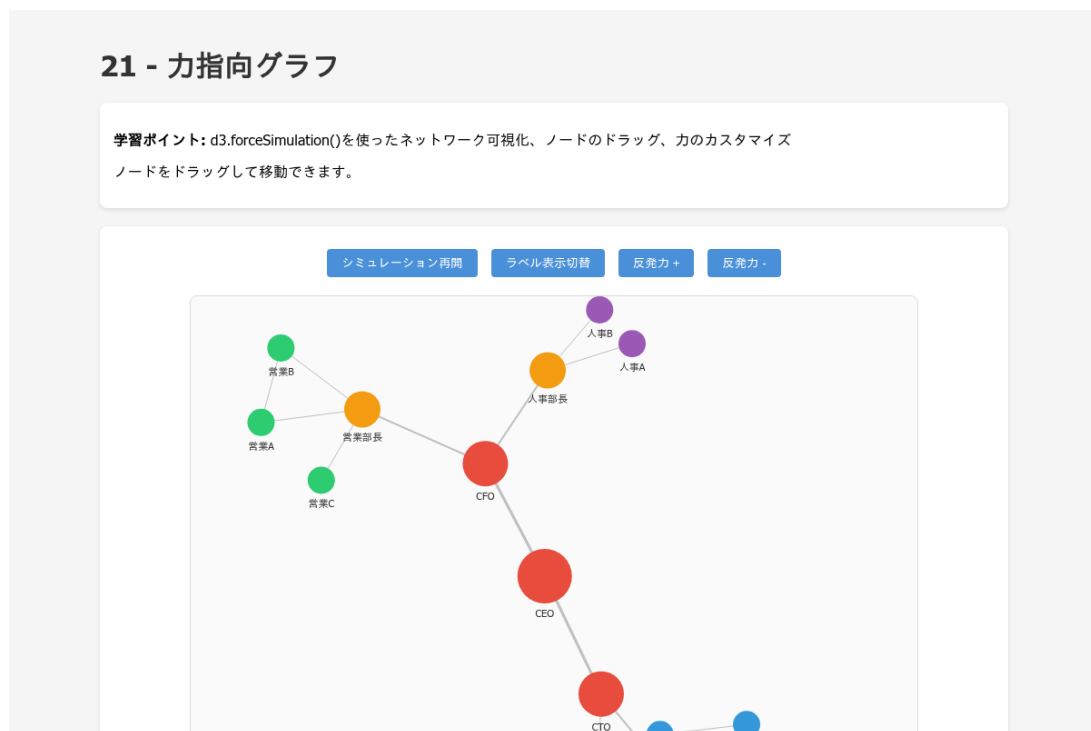 21 - 力指向グラフ
学習ポイント: d3.forceSimulation()を使ったネットワーク可視化、ノードのドラッグ、力のカスタマイズ
ノードをドラッグして移動できます。
シミュレーション再開
ラベル表示切替
反発力 +
反発力 -
人事B
人事A
営業B
人事部長
営業部長
営業A
CFO
営業C
CEO
CTO